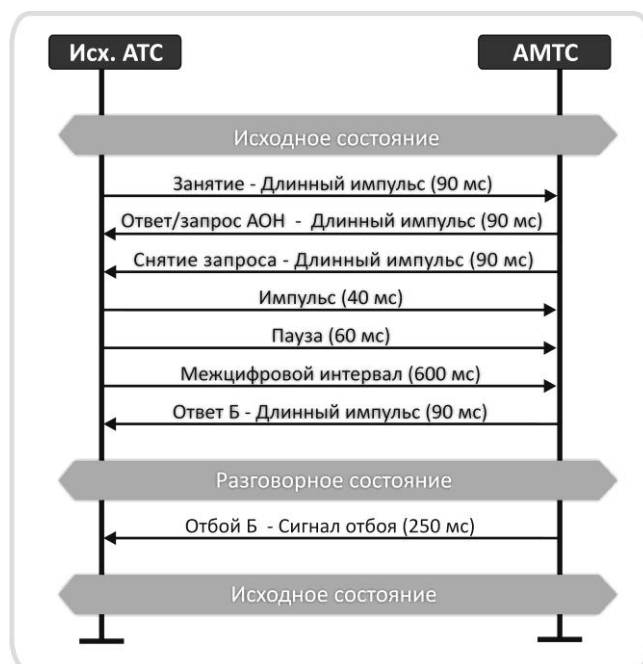 Исх. АТС
АМТС
Исходное состояние
Занятие - Длинный импульс (90 мс)
Ответ/запрос АОН - Длинный импульс (90 мс)
Снятие запроса - Длинный импульс (90 мс)
Импульс (40 мс)
Пауза (60 мс)
Межцифровой интервал (600 мс)
Ответ Б - Длинный импульс (90 мс)
Разговорное состояние
Отбой Б - Сигнал отбоя (250 мс)
Исходное состояние